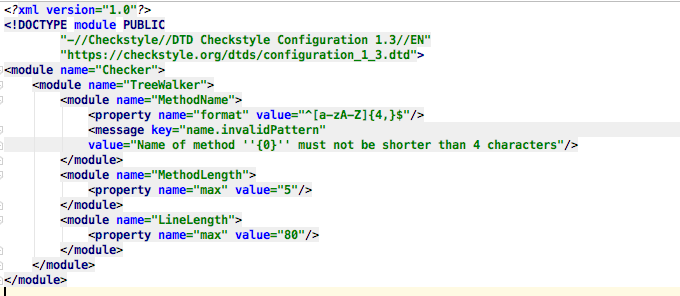 <?xml version="1.0"?>
<!DOCTYPE module PUBLIC
        "-//Checkstyle//DTD Checkstyle Configuration 1.3//EN"
        "https://checkstyle.org/dtds/configuration_1_3.dtd">
<module name="Checker">
    <module name="TreeWalker">
        <module name="MethodName">
            <property name="format" value="^[a-zA-Z]{4,}$"/>
            <message key="name.invalidPattern"
            value="Name of method ''{0}'' must not be shorter than 4 characters"/>
        </module>
        <module name="MethodLength">
            <property name="max" value="5"/>
        </module>
        <module name="LineLength">
            <property name="max" value="80"/>
        </module>
    </module>
</module>